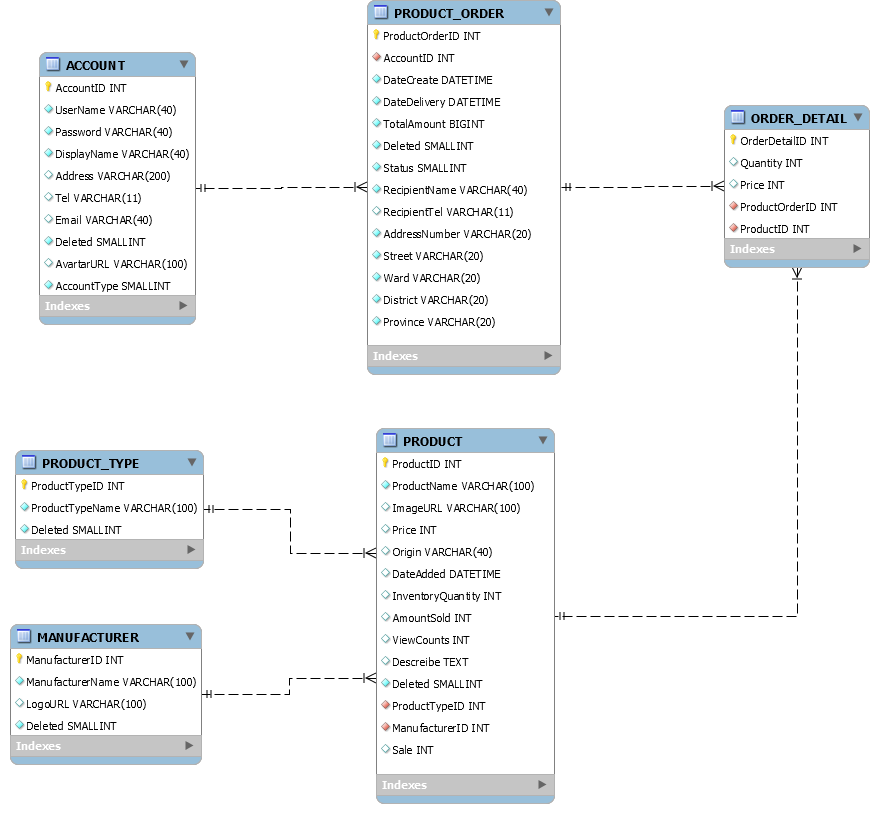 ACCOUNT
AccountID INT
UserName VARCHAR(40)
Password VARCHAR(40)
DisplayName VARCHAR(40)
Address VARCHAR(200)
Tel VARCHAR(11)
Email VARCHAR(40)
Deleted SMALLINT
AvartarURL VARCHAR(100)
AccountType SMALLINT
Indexes
PRODUCT_ORDER
ProductOrderID INT
AccountID INT
DateCreate DATETIME
DateDelivery DATETIME
TotalAmount BIGINT
Deleted SMALLINT
Status SMALLINT
RecipientName VARCHAR(40)
RecipientTel VARCHAR(11)
AddressNumber VARCHAR(20)
Street VARCHAR(20)
Ward VARCHAR(20)
District VARCHAR(20)
Province VARCHAR(20)
Indexes
ORDER_DETAIL
OrderDetailID INT
Quantity INT
Price INT
ProductOrderID INT
ProductID INT
Indexes
PRODUCT_TYPE
ProductTypeID INT
ProductTypeName VARCHAR(100)
Deleted SMALLINT
Indexes
MANUFACTURER
ManufacturerID INT
ManufacturerName VARCHAR(100)
LogoURL VARCHAR(100)
Deleted SMALLINT
Indexes
PRODUCT
ProductID INT
ProductName VARCHAR(100)
ImageURL VARCHAR(100)
Price INT
Origin VARCHAR(40)
DateAdded DATETIME
InventoryQuantity INT
AmountSold INT
ViewCounts INT
Descreibe TEXT
Deleted SMALLINT
ProductTypeID INT
ManufacturerID INT
Sale INT
Indexes